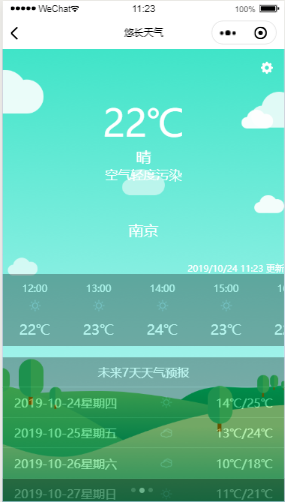 WeChat 11:23 100%
悠长天气
22℃
晴
空气轻度污染
南京
2019/10/24 11:23 更新
12:00 13:00 14:00 15:00
22℃ 23℃ 24℃ 23℃
未来7天天气预报
2019-10-24星期四 14℃/25℃
2019-10-25星期五 13℃/24℃
2019-10-26星期六 10℃/18℃
2019-10-27星期日 11℃/21℃